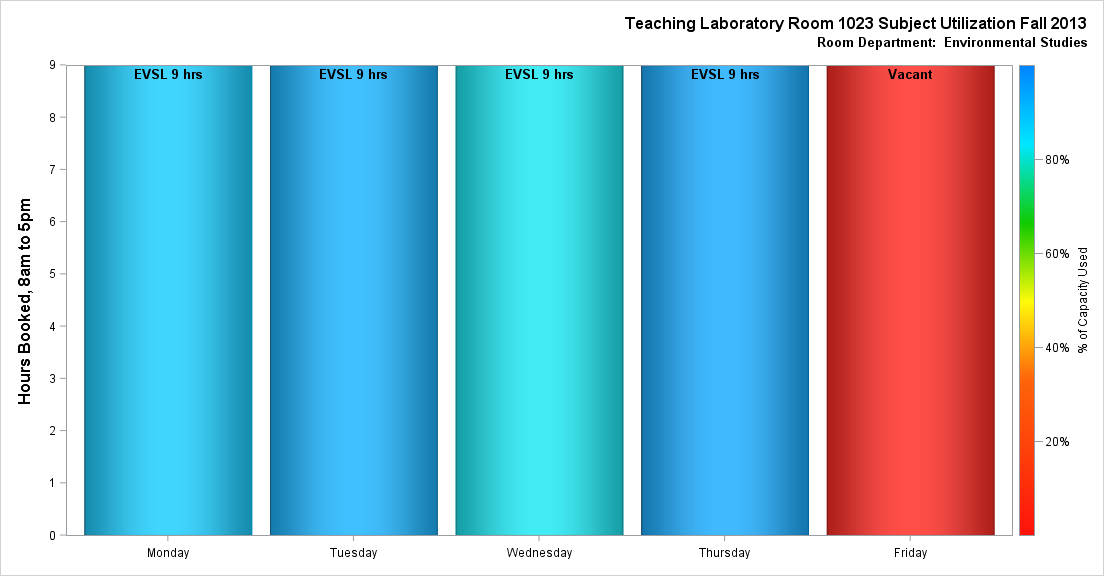 Teaching Laboratory Room 1023 Subject Utilization Fall 2013
Room Department:  Environmental Studies
Hours Booked, 8am to 5pm
9
8
7
6
5
4
3
2
1
0
EVSL 9 hrs
EVSL 9 hrs
EVSL 9 hrs
EVSL 9 hrs
Vacant
Monday
Tuesday
Wednesday
Thursday
Friday
80%
60%
40%
20%
% of Capacity Used